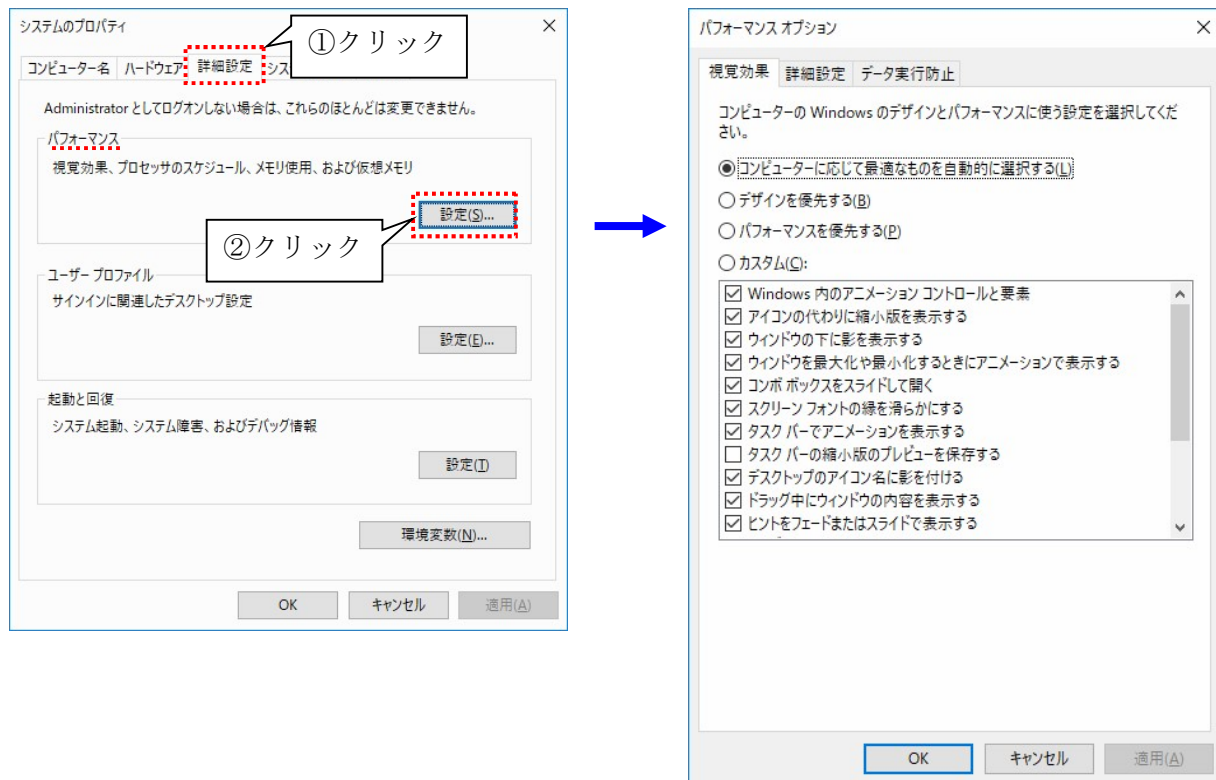 システムのプロパティ
①クリック
コンピューター名 ハードウェア 詳細設定 シス
Administrator としてログオンしない場合は、これらのほとんどは変更できません。
パフォーマンス
視覚効果、プロセッサのスケジュール、メモリ使用、および仮想メモリ
設定(S)...
②クリック
ユーザー プロファイル
サインインに関連したデスクトップ設定
設定(E)...
起動と回復
システム起動、システム障害、およびデバッグ情報
設定(T)
環境変数(N)...
OK キャンセル 適用(A)
パフォーマンス オプション
視覚効果 詳細設定 データ実行防止
コンピューターの Windows のデザインとパフォーマンスに使う設定を選択してくだ
さい。
コンピューターに応じて最適なものを自動的に選択する(L)
デザインを優先する(B)
パフォーマンスを優先する(P)
カスタム(C):
Windows 内のアニメーション コントロールと要素
アイコンの代わりに縮小版を表示する
ウィンドウの下に影を表示する
ウィンドウを最大化や最小化するときにアニメーションで表示する
コンボ ボックスをスライドして開く
スクリーン フォントの縁を滑らかにする
タスク バーでアニメーションを表示する
タスク バーの縮小版のプレビューを保存する
デスクトップのアイコン名に影を付ける
ドラッグ中にウィンドウの内容を表示する
ヒントをフェードまたはスライドで表示する
OK キャンセル 適用(A)